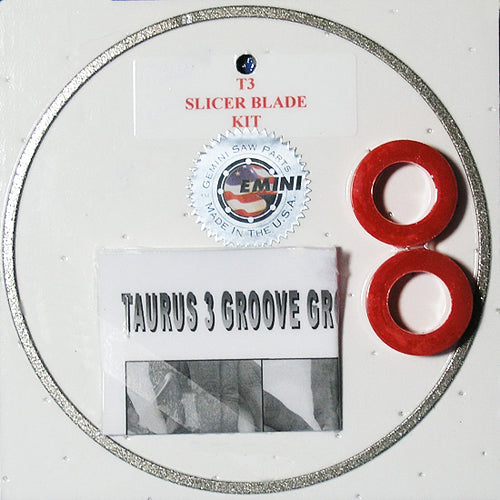 T3
SLICER BLADE
KIT
GEMINI SAW PARTS
EMINI
MADE IN THE U.S.A.
TAURUS 3 GROOVE GR